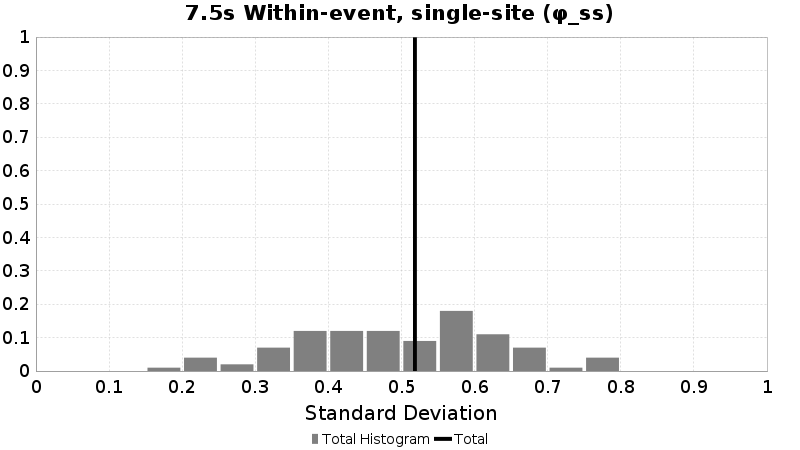 7.5s Within-event, single-site (φ_ss)
1
0.9
0.8
0.7
0.6
0.5
0.4
0.3
0.2
0.1
0
0 0.1 0.2 0.3 0.4 0.5 0.6 0.7 0.8 0.9 1
Standard Deviation
Total Histogram Total